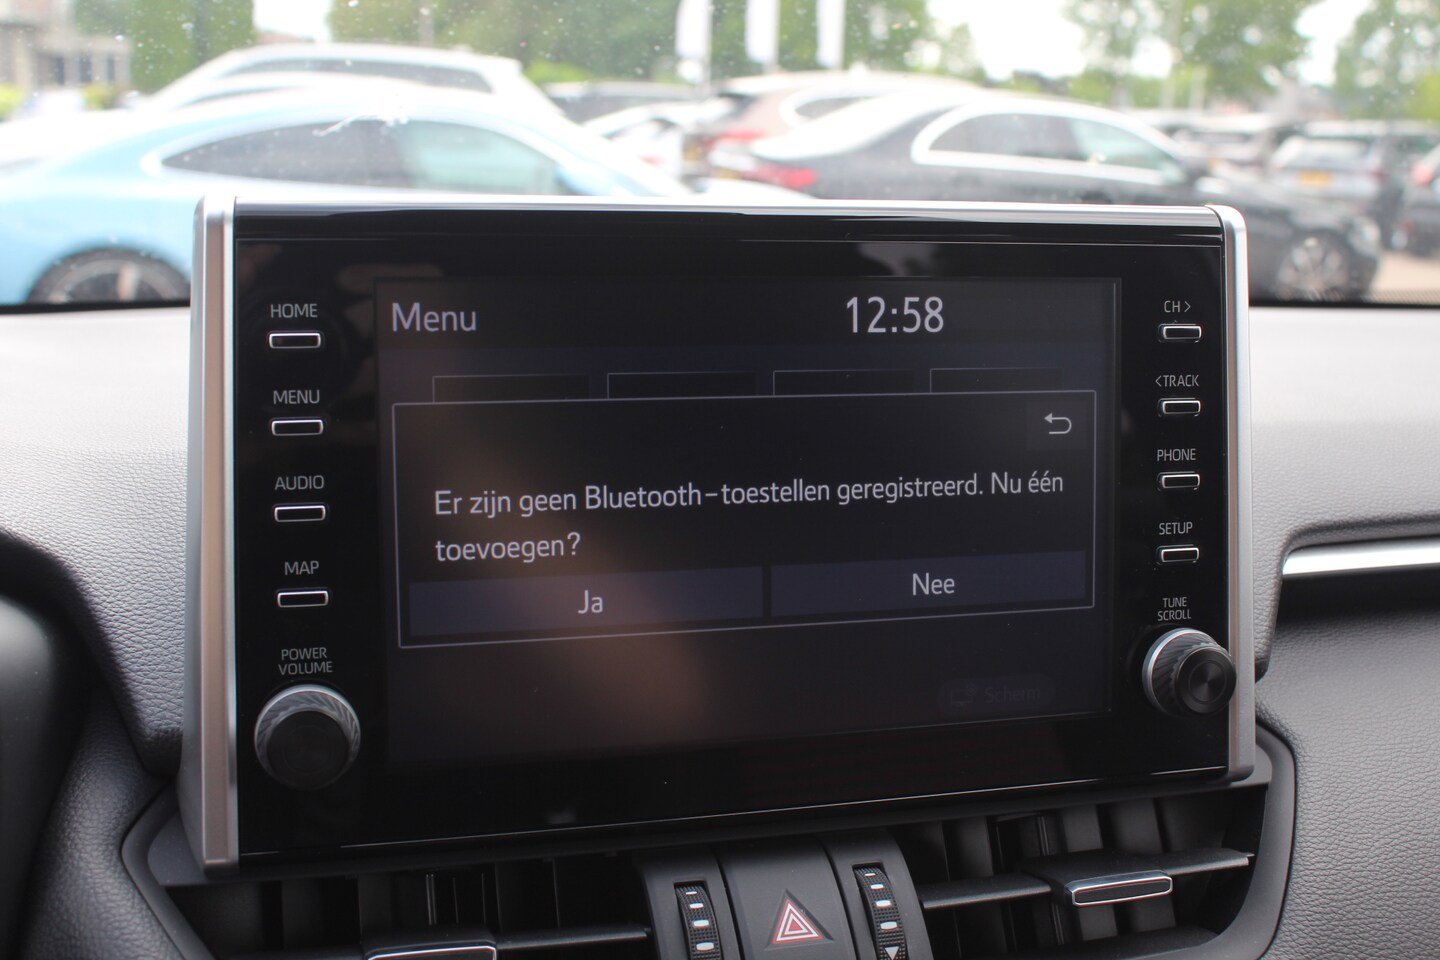 HOME
MENU
AUDIO
MAP
POWER
VOLUME
Menu
12:58
Er zijn geen Bluetooth-toestellen geregistreerd. Nu één
toevoegen?
Ja
Nee
Scherm
CH >
<TRACK
PHONE
SETUP
TUNE
SCROLL